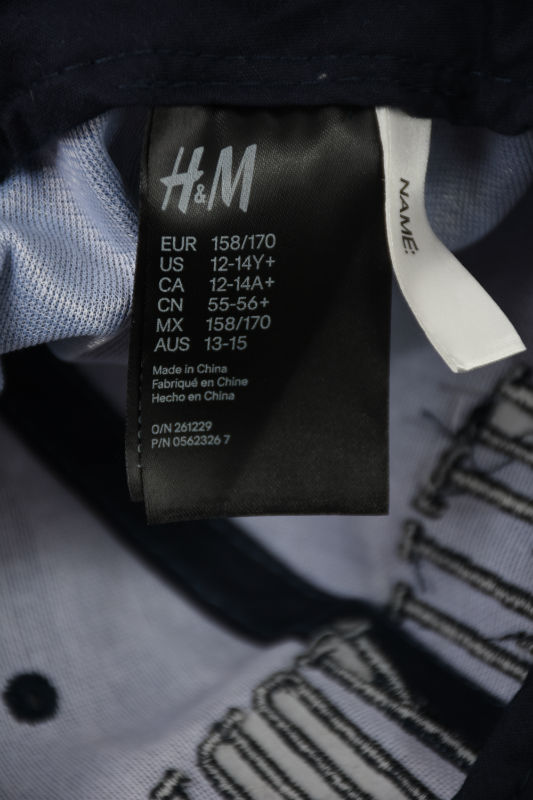 H&M
EUR 158/170
US 12-14Y+
CA 12-14A+
CN 55-56+
MX 158/170
AUS 13-15
Made in China
Fabriqué en Chine
Hecho en China
O/N 261229
P/N 0562326 7
NAME: